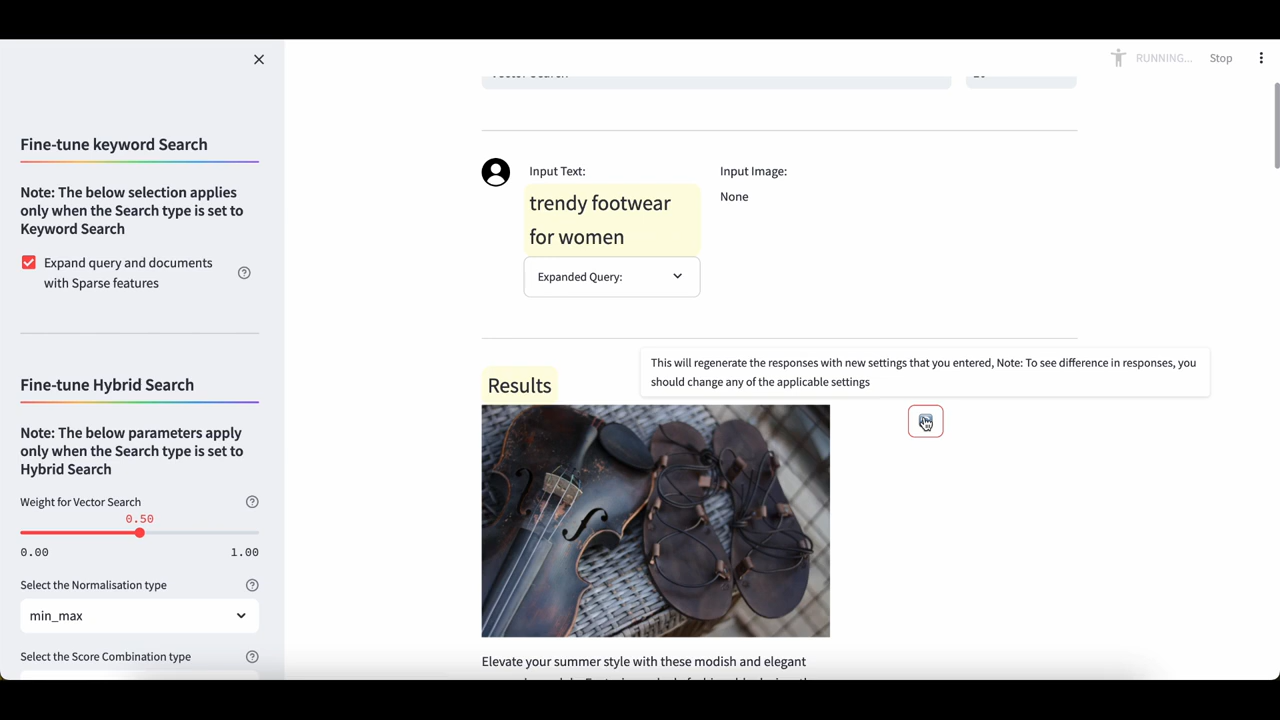 RUNNING...
Stop
Fine-tune keyword Search
Note: The below selection applies
only when the Search type is set to
Keyword Search
Expand query and documents
with Sparse features
Fine-tune Hybrid Search
Note: The below parameters apply
only when the Search type is set to
Hybrid Search
Weight for Vector Search
0.50
0.00
1.00
Select the Normalisation type
min_max
Select the Score Combination type
Input Text:
trendy footwear
for women
Expanded Query:
Input Image:
None
Results
This will regenerate the responses with new settings that you entered, Note: To see difference in responses, you
should change any of the applicable settings
Elevate your summer style with these modish and elegant